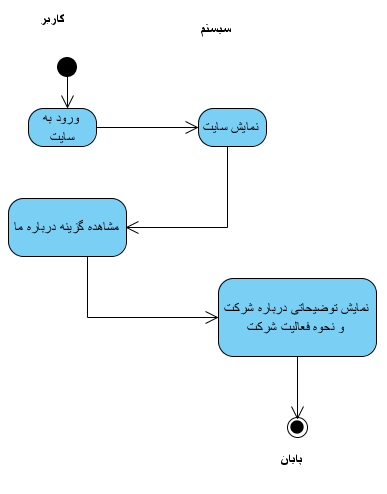 کاربر
سیستم
ورود به
سایت
نمایش سایت
مشاهده گزینه درباره ما
نمایش توضیحاتی درباره شرکت
و نحوه فعالیت شرکت
پایان